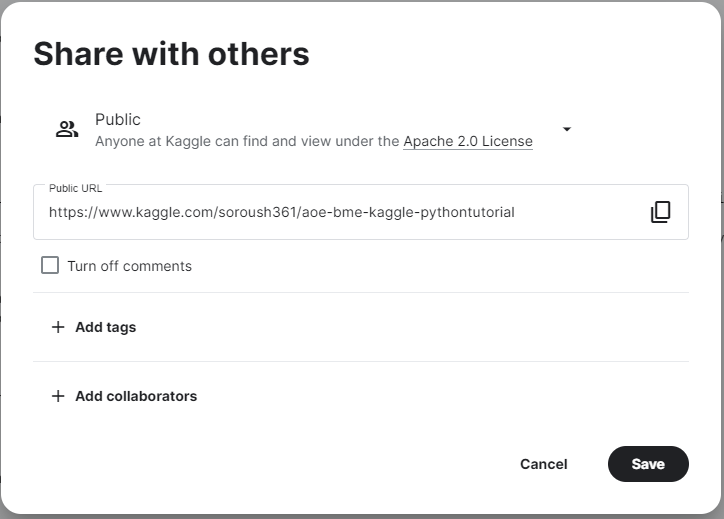 Share with others
Public
Anyone at Kaggle can find and view under the Apache 2.0 License
Public URL
https://www.kaggle.com/soroush361/aoe-bme-kaggle-pythontutorial
Turn off comments
Add tags
Add collaborators
Cancel Save